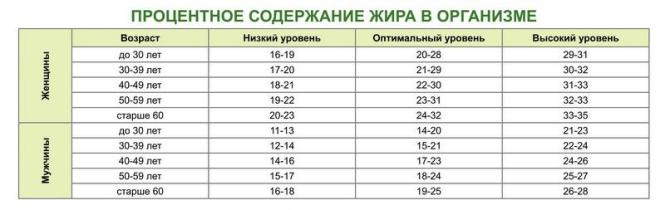 ПРОЦЕНТНОЕ СОДЕРЖАНИЕ ЖИРА В ОРГАНИЗМЕ
Возраст Низкий уровень Оптимальный уровень Высокий уровень
Женщины
до 30 лет 16-19 20-28 29-31
30-39 лет 17-20 21-29 30-32
40-49 лет 18-21 22-30 31-33
50-59 лет 19-22 23-31 32-33
старше 60 20-23 24-32 33-35
Мужчины
до 30 лет 11-13 14-20 21-23
30-39 лет 12-14 15-21 22-24
40-49 лет 14-16 17-23 24-26
50-59 лет 15-17 18-24 25-27
старше 60 16-18 19-25 26-28